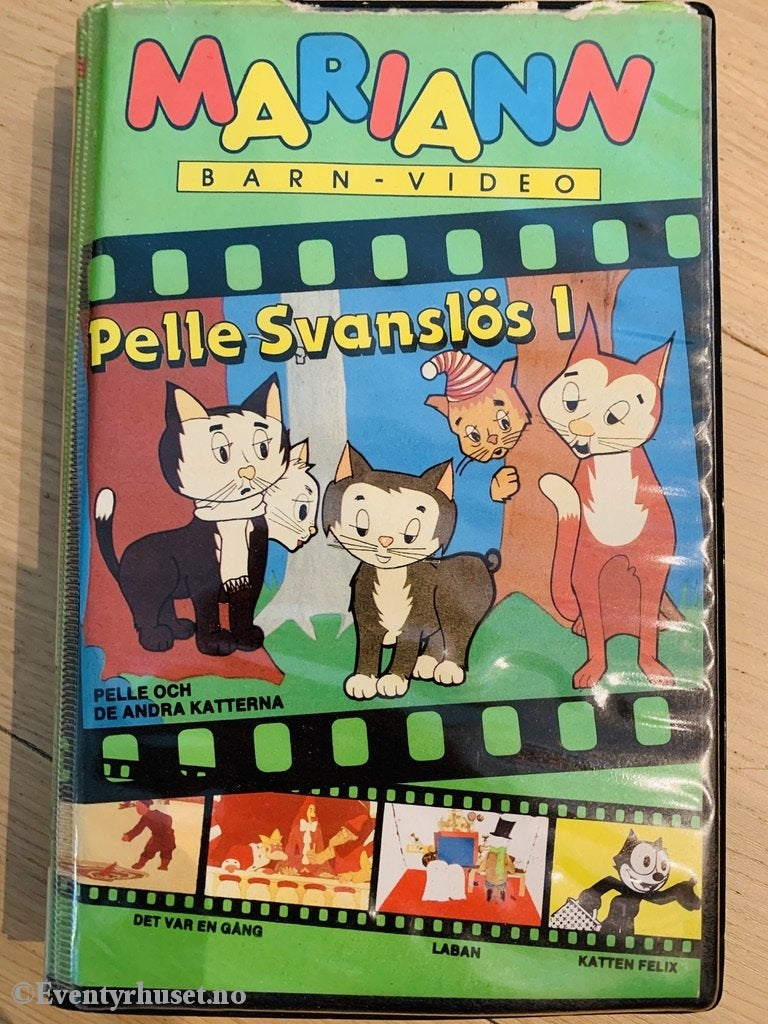 MARIANN
BARN-VIDEO
Pelle Svanslös 1
PELLE OCH
DE ANDRA KATTERNA
DET VAR EN GÅNG
LABAN
KATTEN FELIX
©Eventyrhuset.no